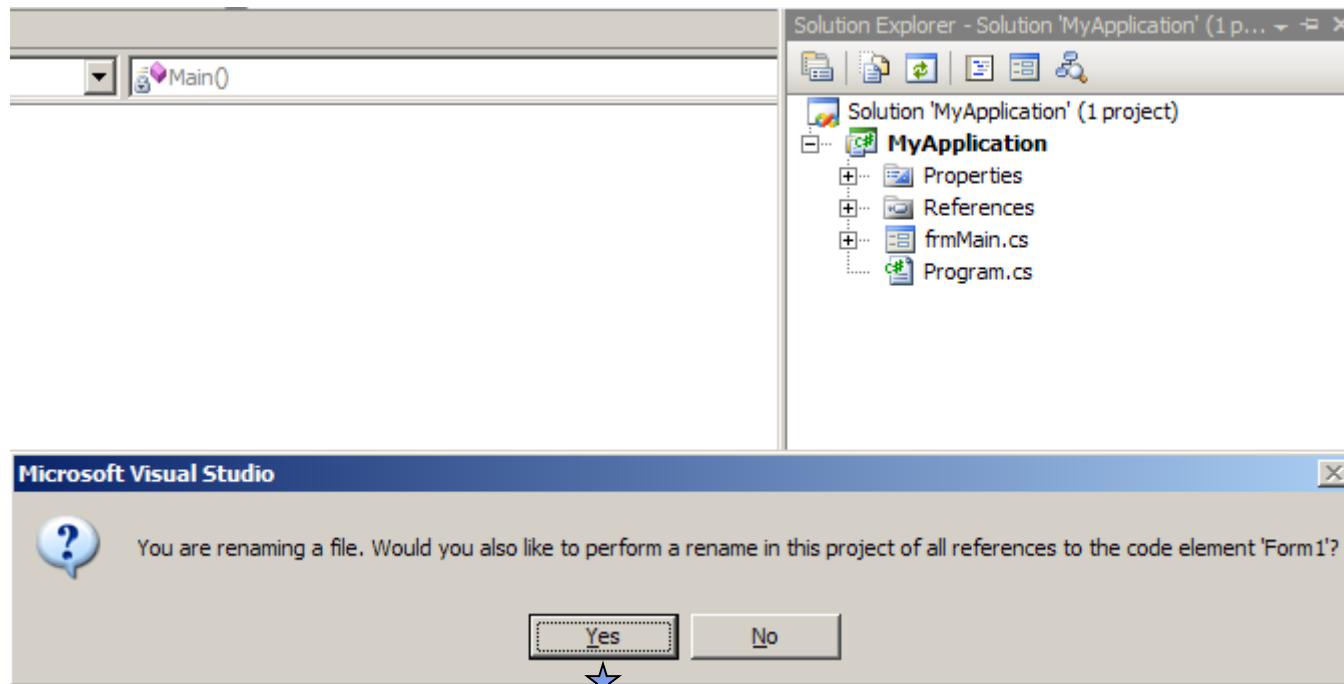 Solution Explorer - Solution 'MyApplication' (1 p...
Main()
Solution 'MyApplication' (1 project)
MyApplication
Properties
References
frmMain.cs
Program.cs
Microsoft Visual Studio
You are renaming a file. Would you also like to perform a rename in this project of all references to the code element 'Form1'?
Yes
No